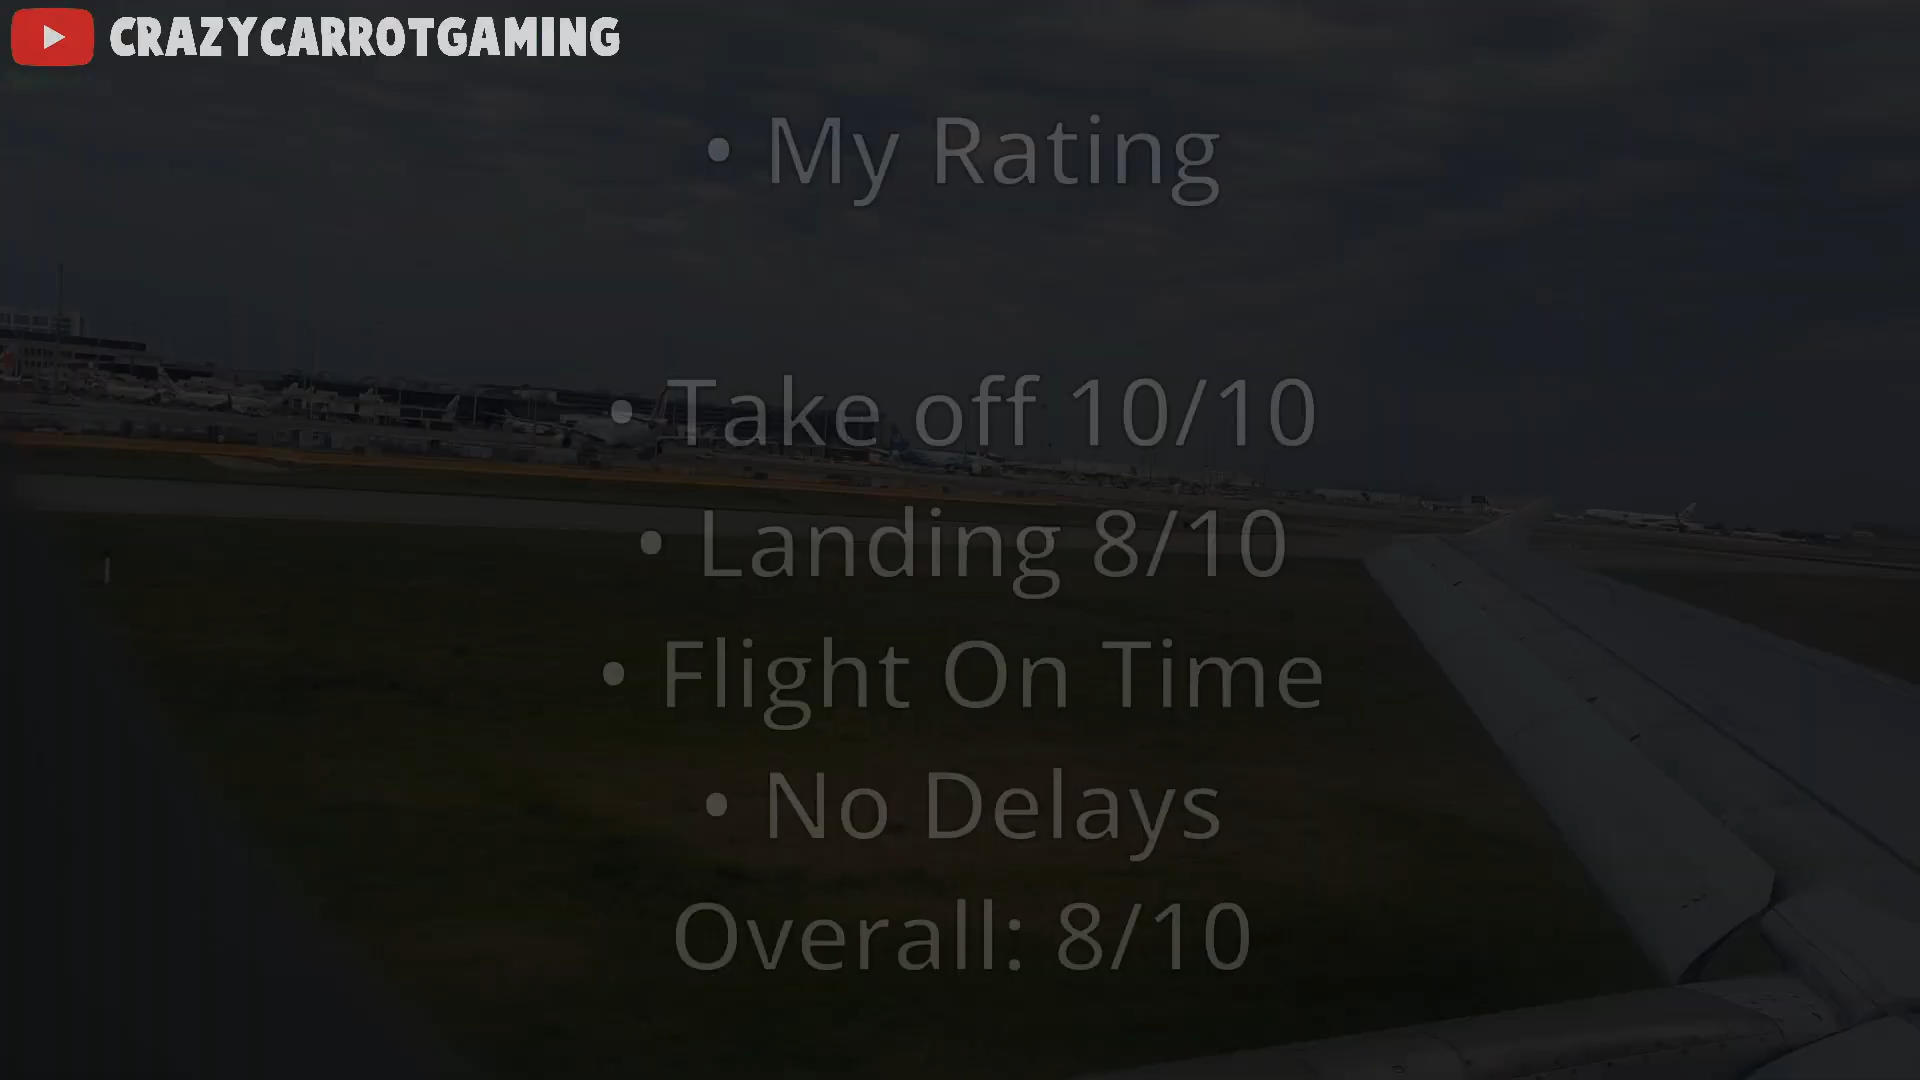 CRAZYCARROTGAMING
• My Rating
• Take off 10/10
• Landing 8/10
• Flight On Time
• No Delays
Overall: 8/10